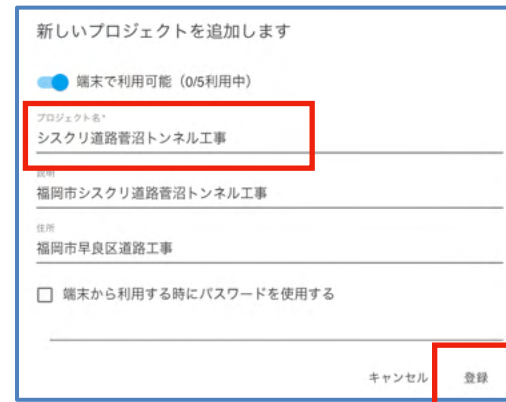 新しいプロジェクトを追加します
端末で利用可能（0/5利用中）
プロジェクト名*
シスクリ道路菅沼トンネル工事
説明
福岡市シスクリ道路菅沼トンネル工事
住所
福岡市早良区道路工事
端末から利用する時にパスワードを使用する
キャンセル 登録